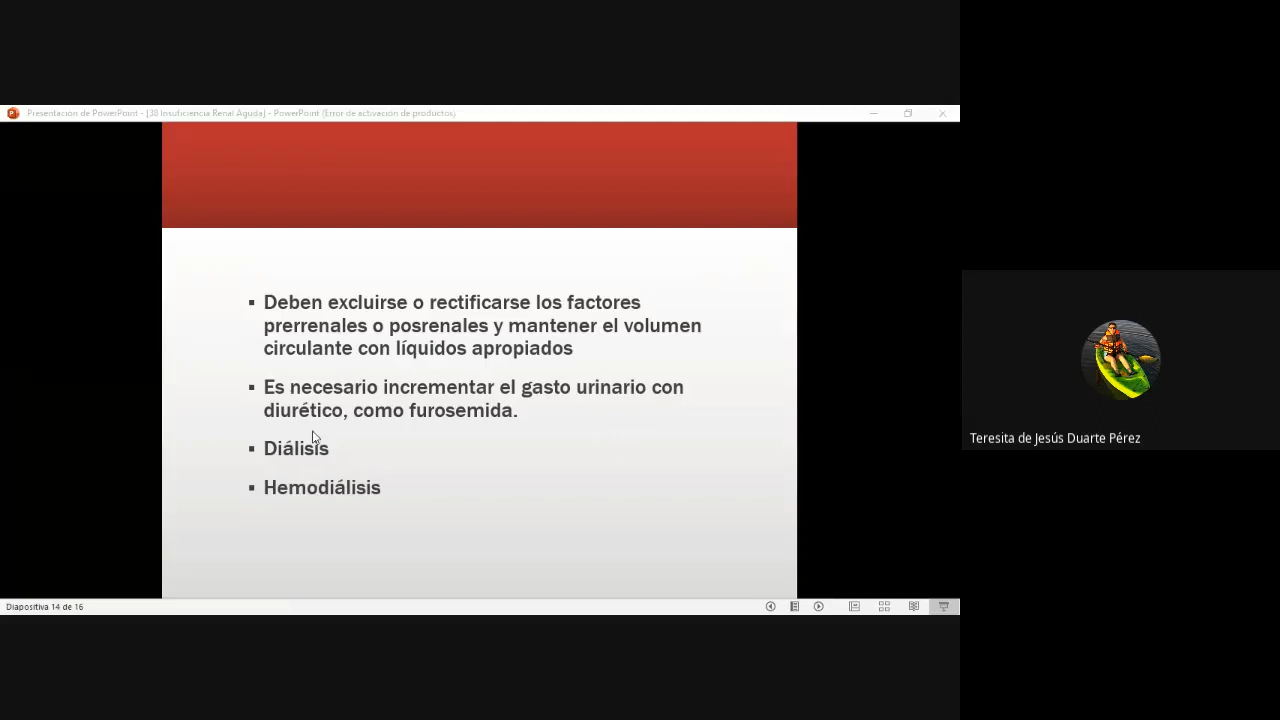 Presentación de PowerPoint - [38 Insuficiencia Renal Aguda] - PowerPoint (Error de activación de productos)
▪ Deben excluirse o rectificarse los factores
prerrenales o posrenales y mantener el volumen
circulante con líquidos apropiados
▪ Es necesario incrementar el gasto urinario con
diurético, como furosemida.
▪ Diálisis
▪ Hemodiálisis
Teresita de Jesús Duarte Pérez
Diapositiva 14 de 16